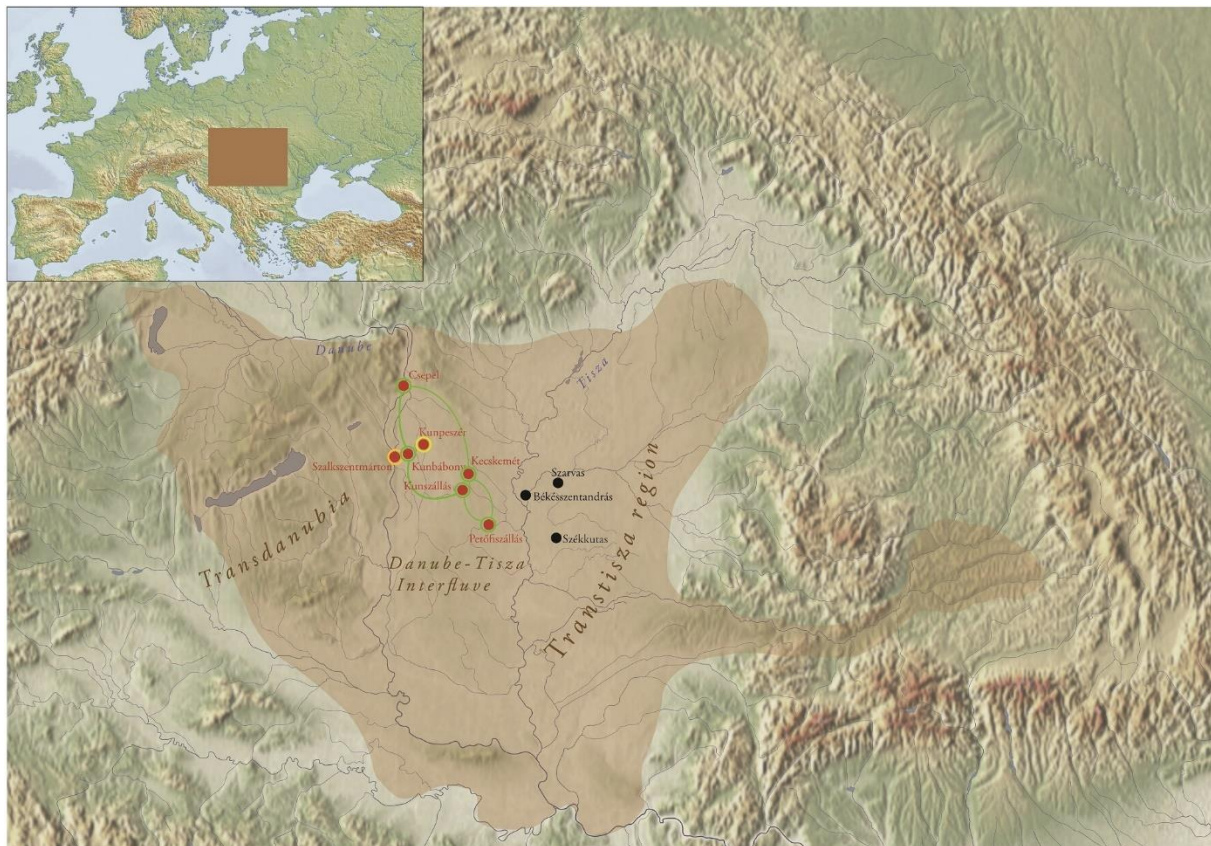 Danube
Tisza
Csepel
Kunpeszér
Szalkszentmárton
Kunbábony
Kecskemét
Kunszállás
Szarvas
Békésszentandrás
Petőfiszállás
Székkutas
Transdanubia
Danube-Tisza
Interfluve
Transtisza region